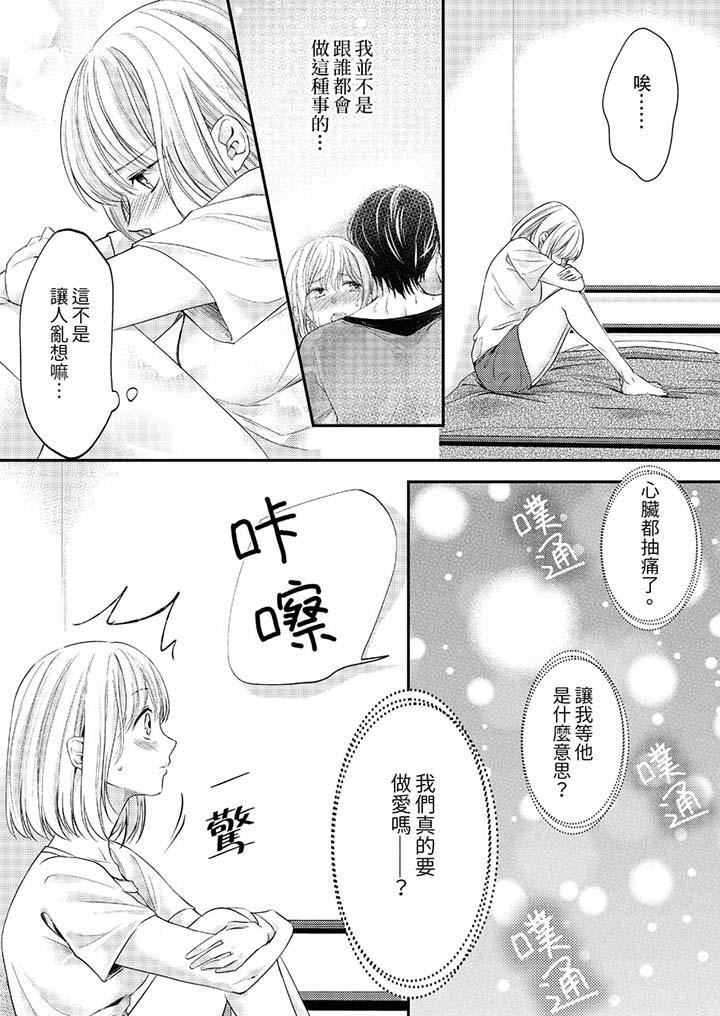 唉……
我並不是
跟誰都會
做這種事的…
這不是
讓人亂想嘛…
心臟都抽痛了。
噗通
讓我等他
是什麼意思？
噗通
噗通
我們真的要
做愛嗎——？
咔嚓
驚